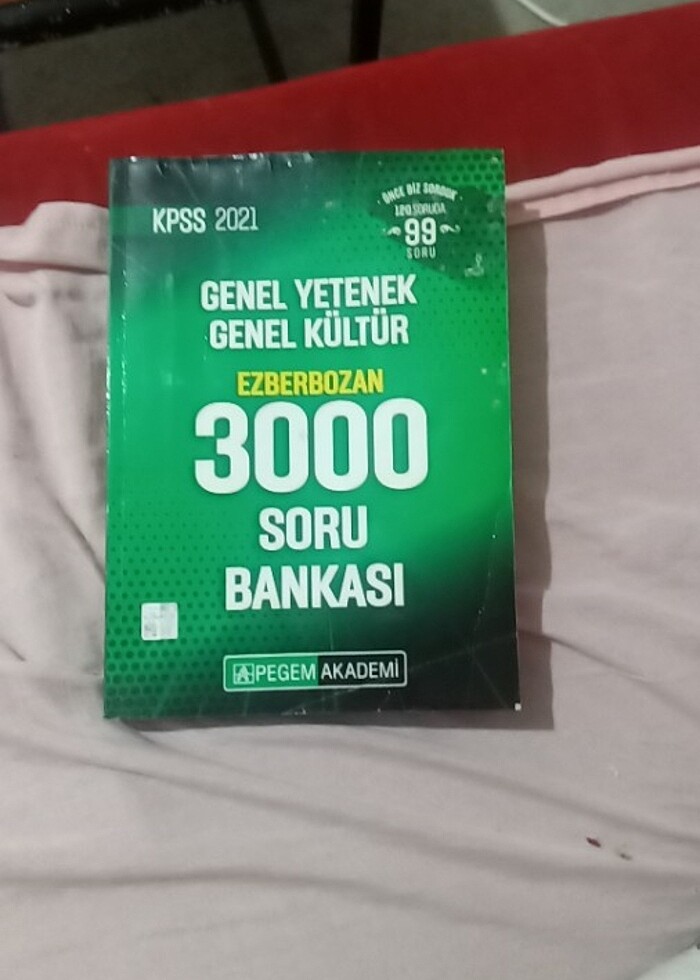 KPSS 2021
ÖNCE BİZ SORDUK
120 SORUDA
99
SORU
GENEL YETENEK
GENEL KÜLTÜR
EZBERBOZAN
3000
SORU
BANKASI
PEGEM AKADEMİ